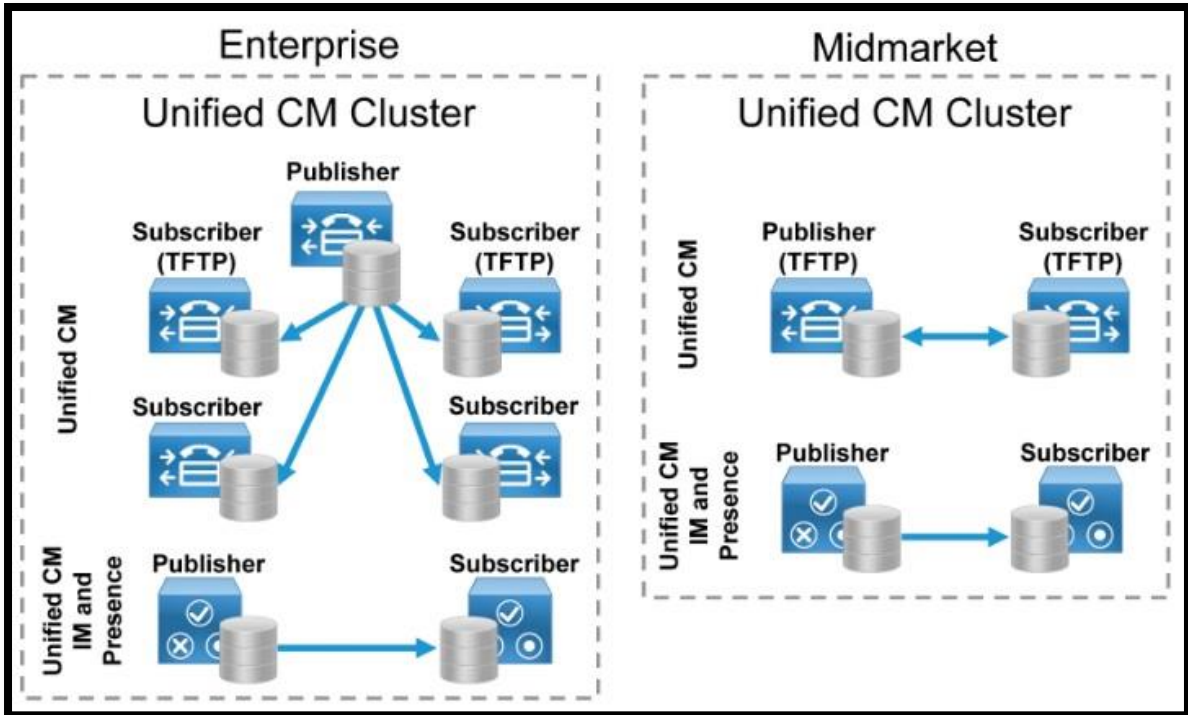 Enterprise
Unified CM Cluster
Publisher
Subscriber
(TFTP)
Subscriber
(TFTP)
Unified CM
Subscriber
Subscriber
Unified CM
IM and
Presence
Publisher
Subscriber
Midmarket
Unified CM Cluster
Unified CM
Publisher
(TFTP)
Subscriber
(TFTP)
Unified CM
IM and
Presence
Publisher
Subscriber